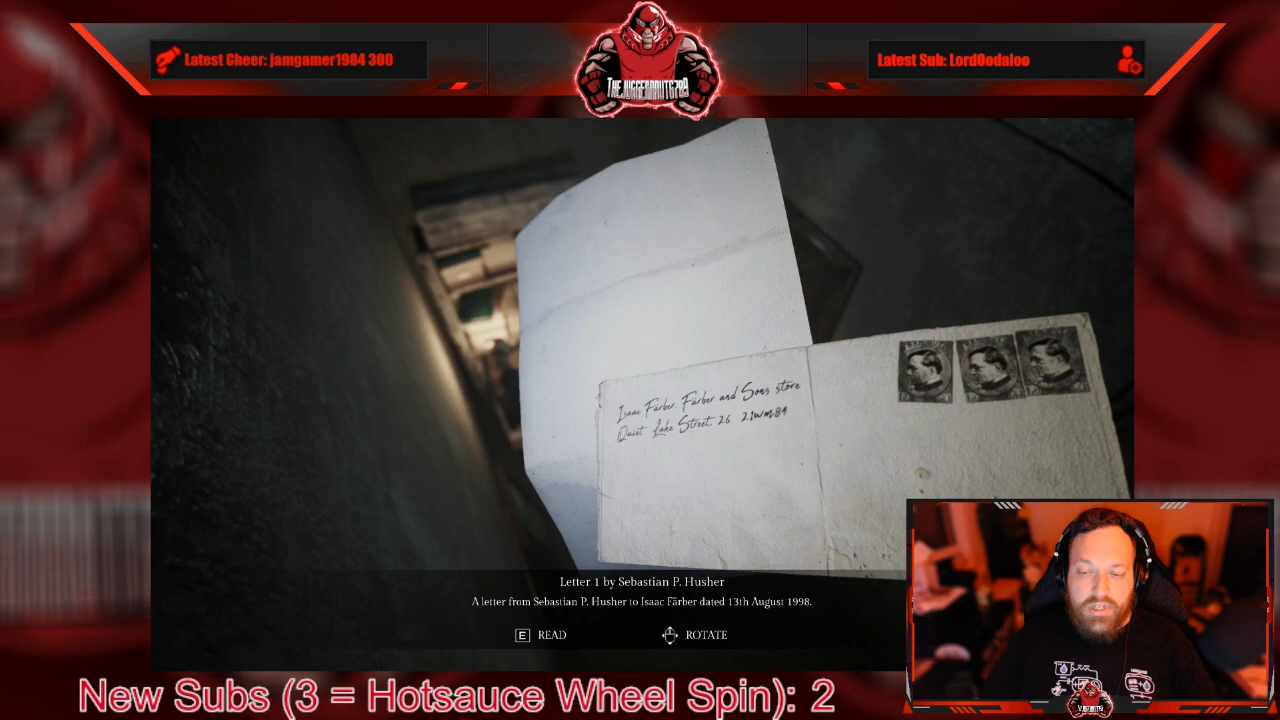 Latest Cheer: jamgamer1984 300
Latest Sub: LordOodaloo
THEJUGGERNAUT6789
Isaac Färber. Färber and Sons store
Quiet Lake Street. 26 21WM89
Letter 1 by Sebastian P. Husher
A letter from Sebastian P. Husher to Isaac Färber dated 13th August 1998.
E READ
ROTATE
New Subs (3 = Hotsauce Wheel Spin): 2